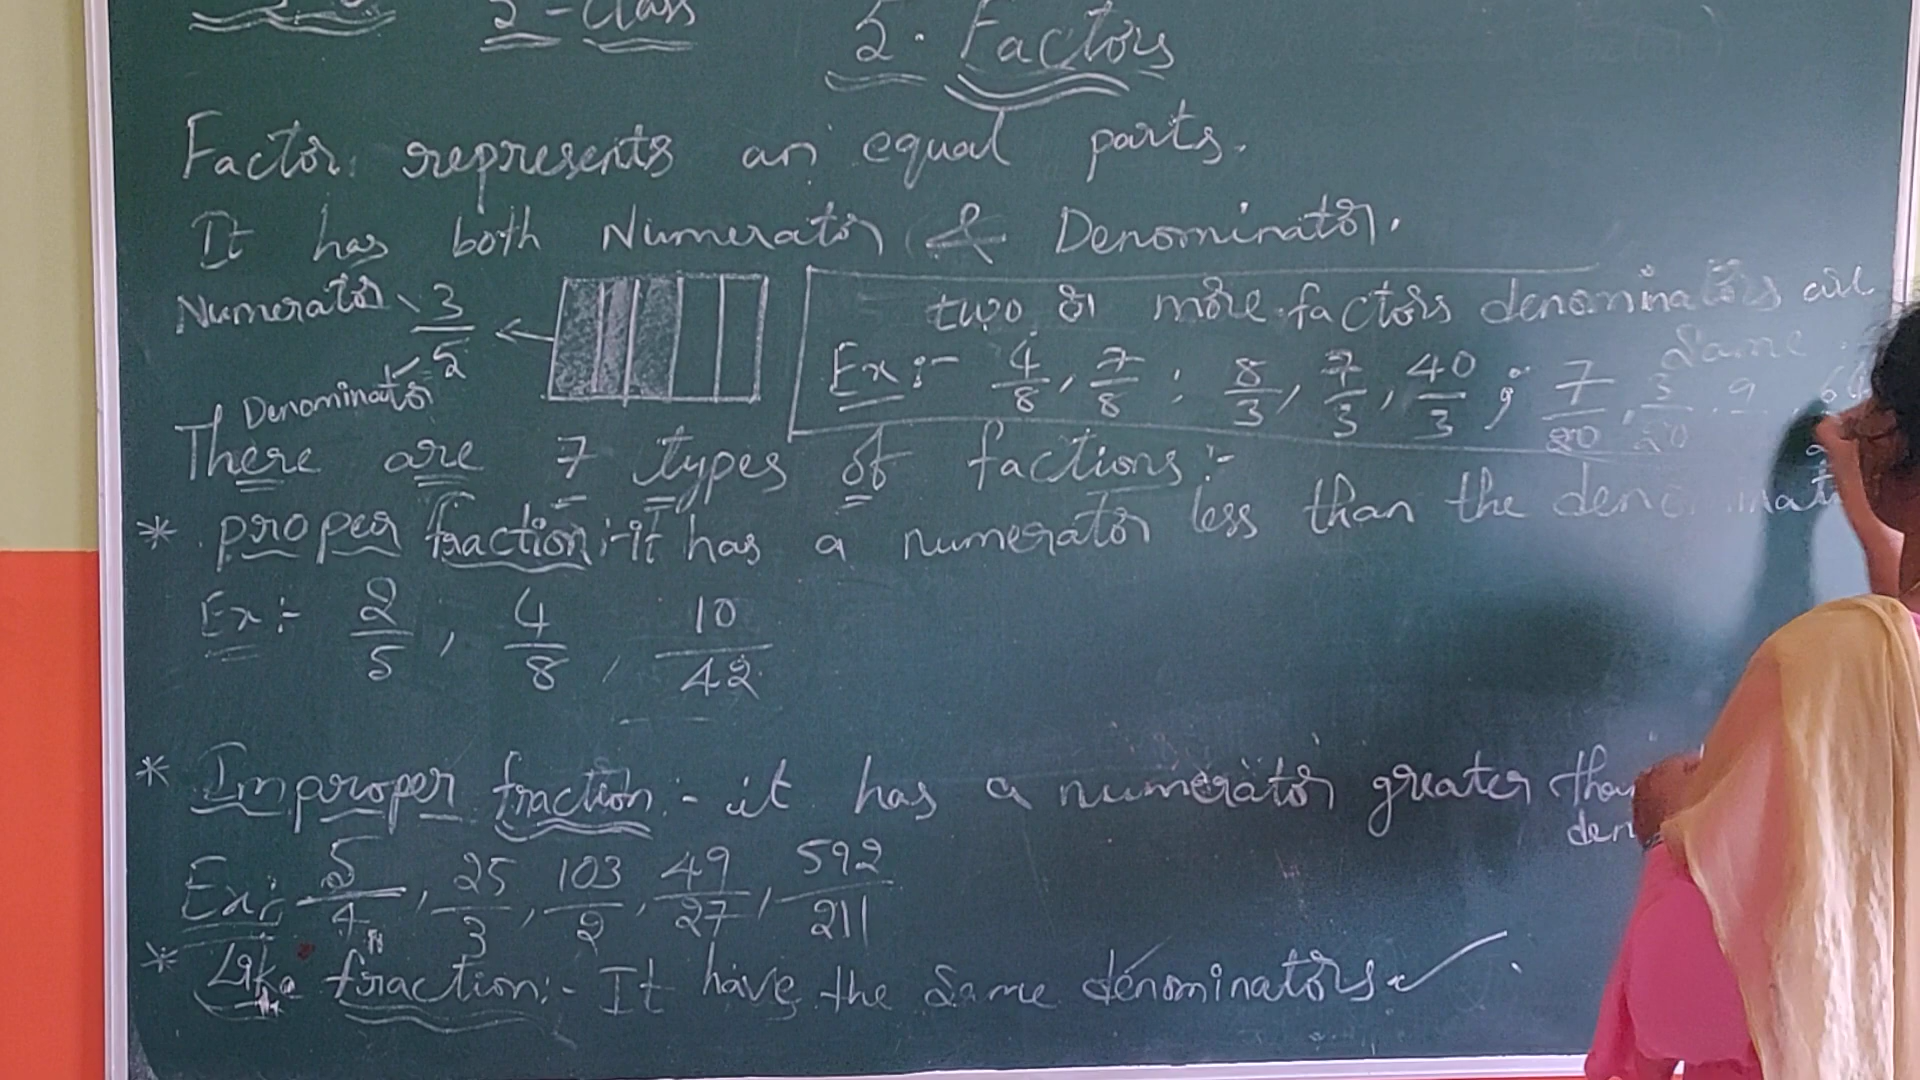 2-Class
5. Factors
Factor represents an equal parts.
It has both Numerator & Denominator.
Numerator 3/5
Denominator
two or more factors denominators are same.
Ex:- 4/8, 7/8 ; 8/3, 7/3, 40/3 ; 7/20, 3/20, 9
There are 7 types of factions:-
* proper fraction:- it has a numerator less than the
Ex:- 2/5, 4/8, 10/42
* Improper fraction:- it has a numerator greater than
Ex:- 5/4, 25/3, 103/2, 49/27, 592/211
* Like fraction:- It have the same denominators.